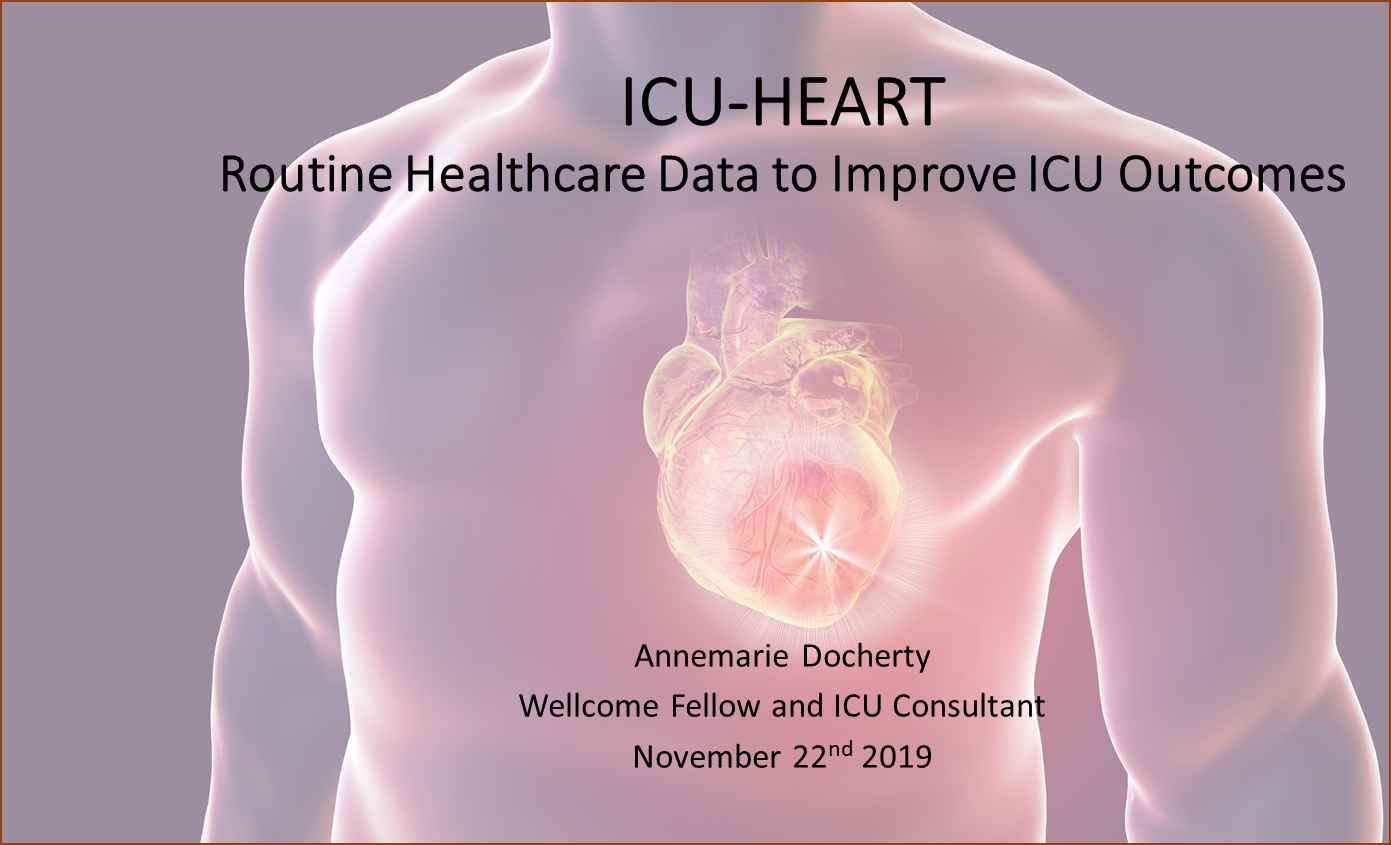 ICU-HEART
Routine Healthcare Data to Improve ICU Outcomes
Annemarie Docherty
Wellcome Fellow and ICU Consultant
November 22nd 2019